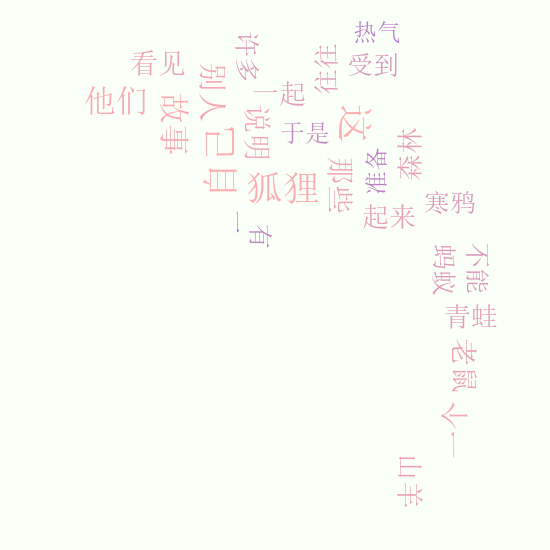 热气
许多
往往
看见
受到
别人
一起
他们
故事
说明
这
于是
自己
森林
准备
狐狸
那些
寒鸦
起来
一
有
蚂蚁
不能
青蛙
老鼠
一个
山羊